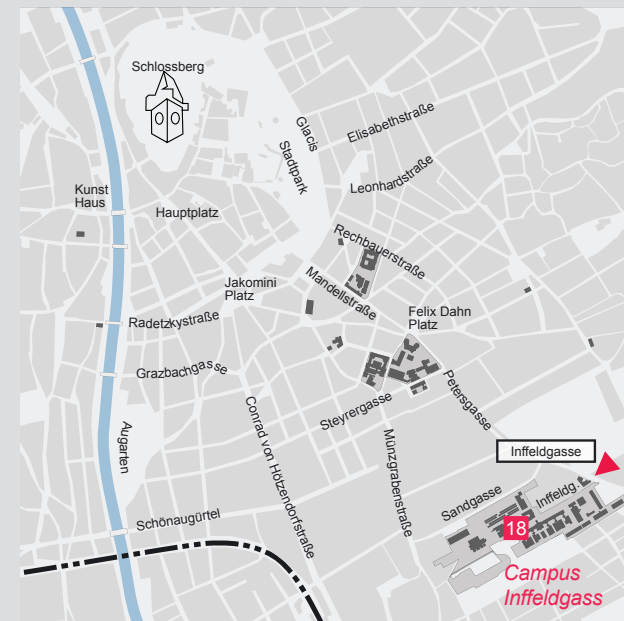 Schlossberg
Glacis
Elisabethstraße
Stadtpark
Leonhardstraße
Kunst
Haus
Hauptplatz
Rechbauerstraße
Jakomini
Platz
Mandellstraße
Felix Dahn
Platz
Radetzkystraße
Grazbachgasse
Petersgasse
Steyrergasse
Conrad von Hötzendorfstraße
Augarten
Münzgrabenstraße
Inffeldgasse
Sandgasse
Inffeldg.
Schönaugürtel
18
Campus
Inffeldgass